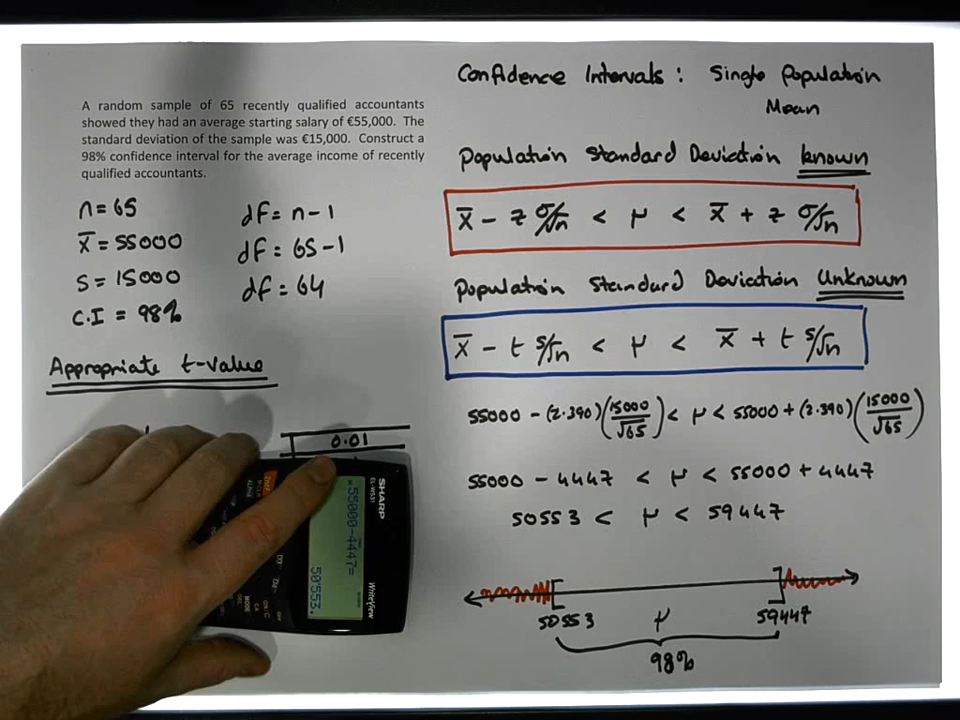 Confidence Intervals: Single Population
Mean
A random sample of 65 recently qualified accountants
showed they had an average starting salary of €55,000. The
standard deviation of the sample was €15,000. Construct a
98% confidence interval for the average income of recently
qualified accountants.
n = 65
x̄ = 55000
S = 15000
C.I = 98%
df = n - 1
df = 65 - 1
df = 64
Appropriate t-value
0.01
SHARP
EL-W531
WriteView
55000-4447=
50553.
Population Standard Deviation known
x̄ - z σ/√n < μ < x̄ + z σ/√n
Population Standard Deviation Unknown
x̄ - t s/√n < μ < x̄ + t s/√n
55000 - (2.390)(15000/√65) < μ < 55000 + (2.390)(15000/√65)
55000 - 4447 < μ < 55000 + 4447
50553 < μ < 59447
50553 μ 59447
98%